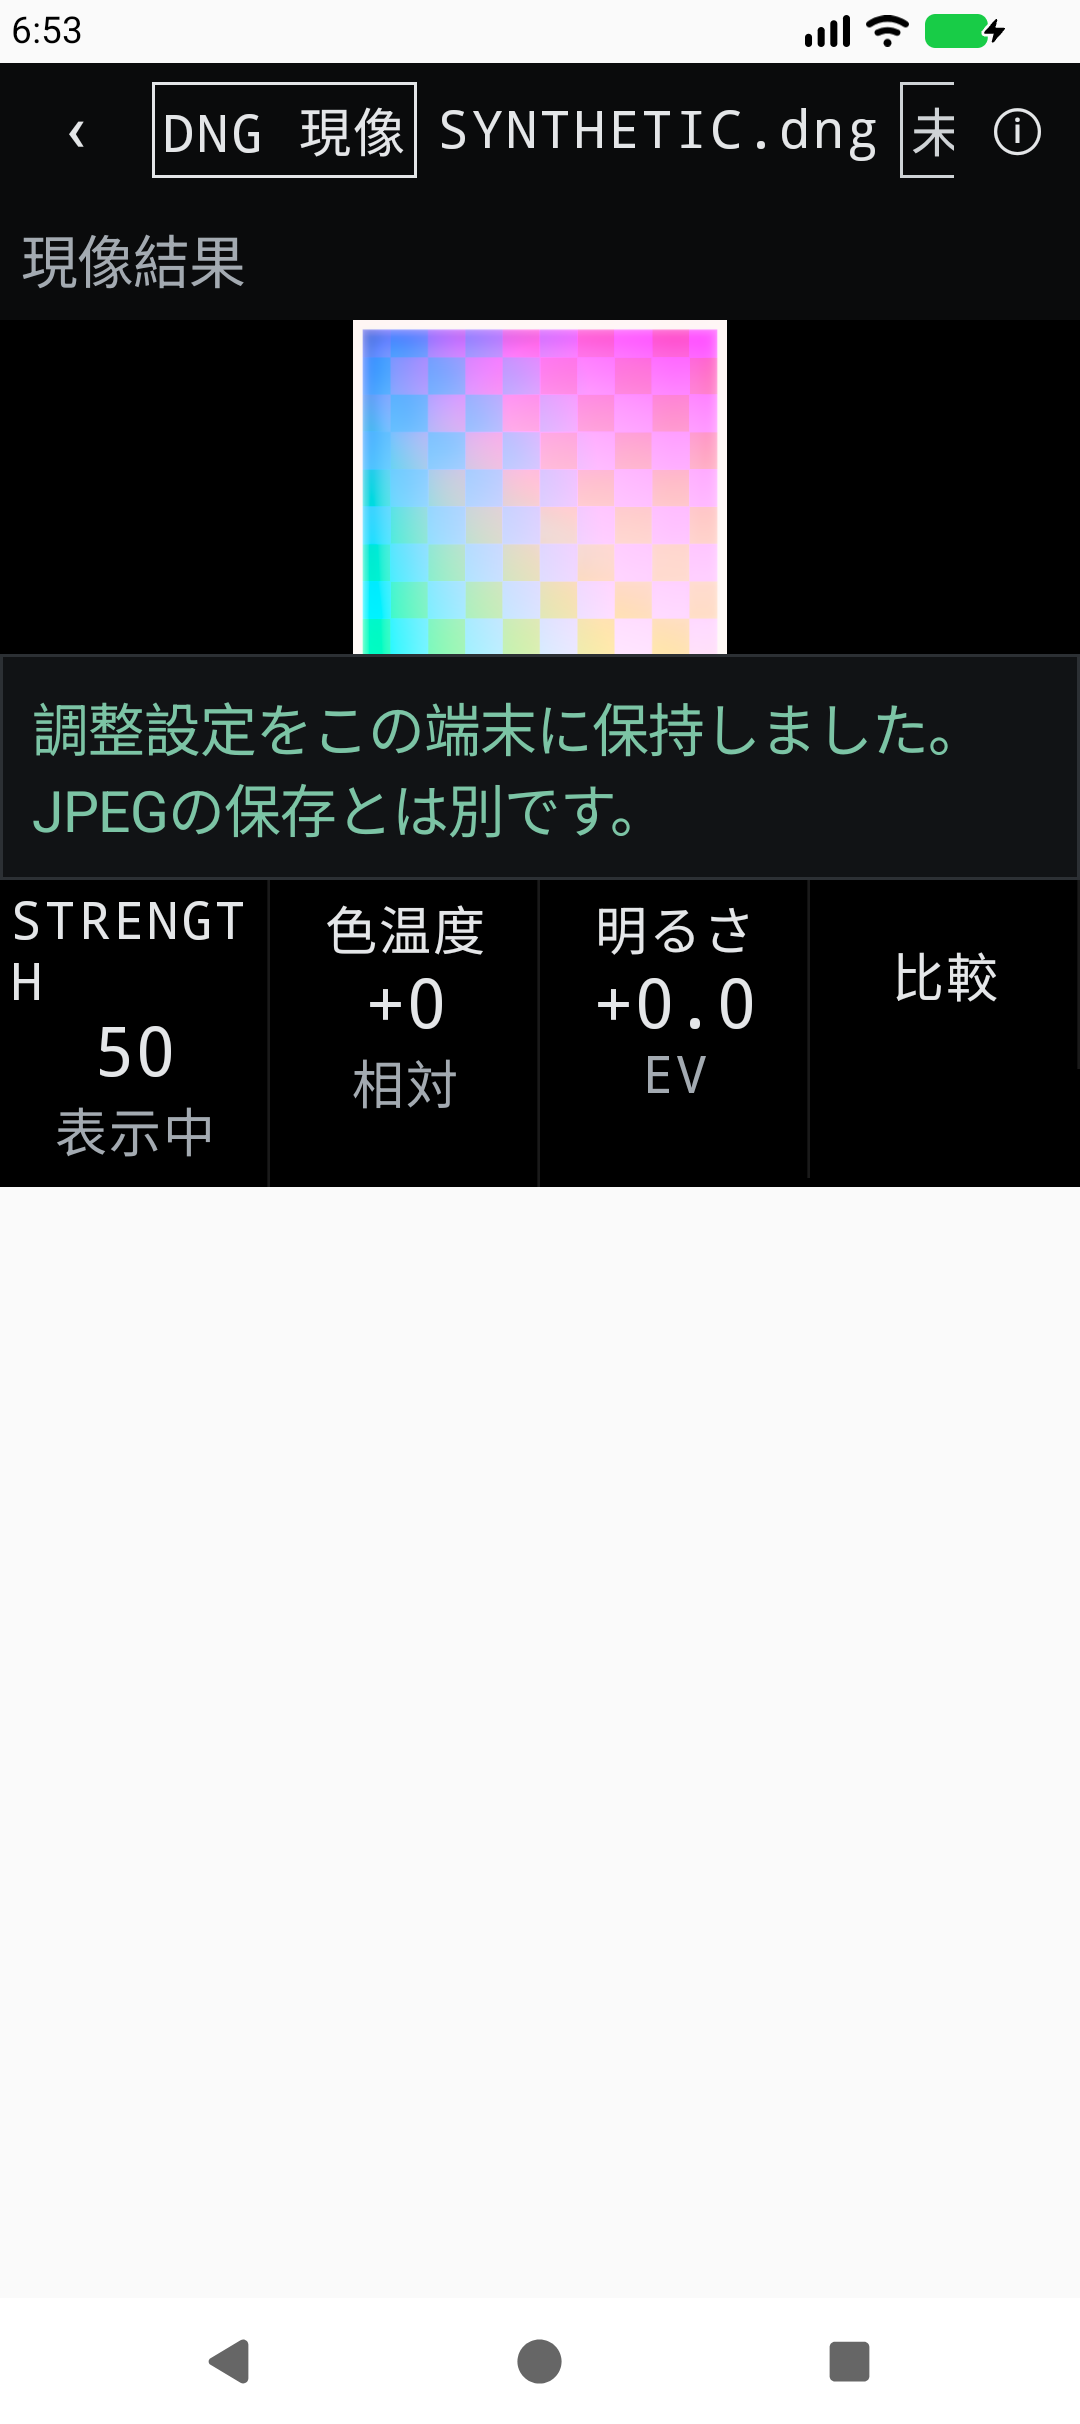 6:53
‹ DNG 現像 SYNTHETIC.dng 未
現像結果
調整設定をこの端末に保持しました。
JPEGの保存とは別です。
STRENGT
H
50
表示中
色温度
+0
相対
明るさ
+0.0
EV
比較